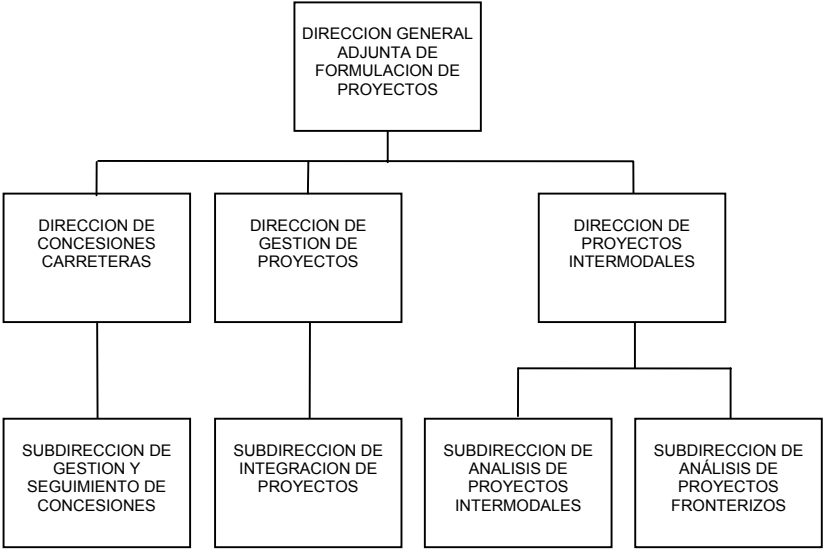 DIRECCION GENERAL
ADJUNTA DE
FORMULACION DE
PROYECTOS
DIRECCION DE
CONCESIONES
CARRETERAS
DIRECCION DE
GESTION DE
PROYECTOS
DIRECCION DE
PROYECTOS
INTERMODALES
SUBDIRECCION DE
GESTION Y
SEGUIMIENTO DE
CONCESIONES
SUBDIRECCION DE
INTEGRACION DE
PROYECTOS
SUBDIRECCION DE
ANALISIS DE
PROYECTOS
INTERMODALES
SUBDIRECCION DE
ANÁLISIS DE
PROYECTOS
FRONTERIZOS